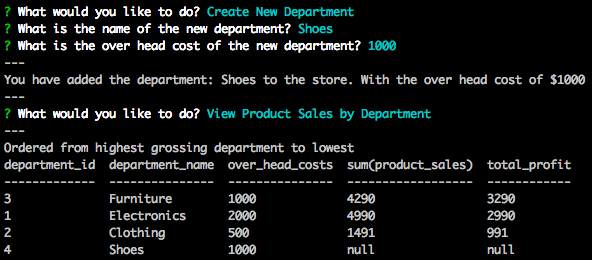 ? What would you like to do? Create New Department
? What is the name of the new department? Shoes
? What is the over head cost of the new department? 1000
---
You have added the department: Shoes to the store. With the over head cost of $1000
---
? What would you like to do? View Product Sales by Department
---
Ordered from highest grossing department to lowest
department_id  department_name  over_head_costs  sum(product_sales)  total_profit
-------------  ---------------  ---------------  ------------------  ------------
3              Furniture        1000             4290                3290
1              Electronics      2000             4990                2990
2              Clothing         500              1491                991
4              Shoes            1000             null                null